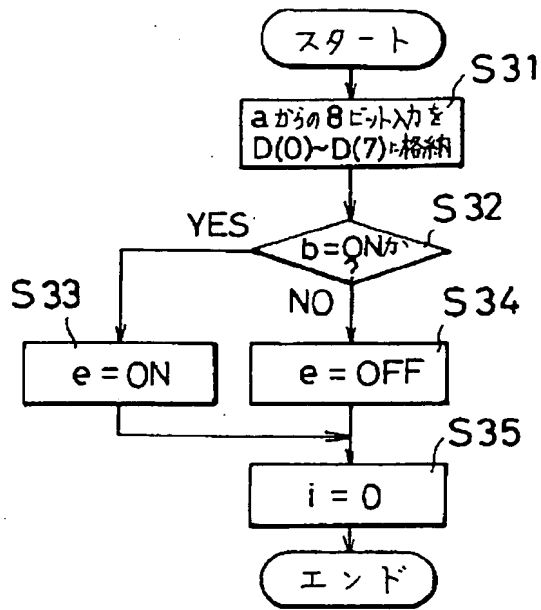 スタート
S31
aからの8ビット入力を
D(0)~D(7)に格納
S32
YES
b=ONか
?
NO
S33
e=ON
S34
e=OFF
S35
i=0
エンド